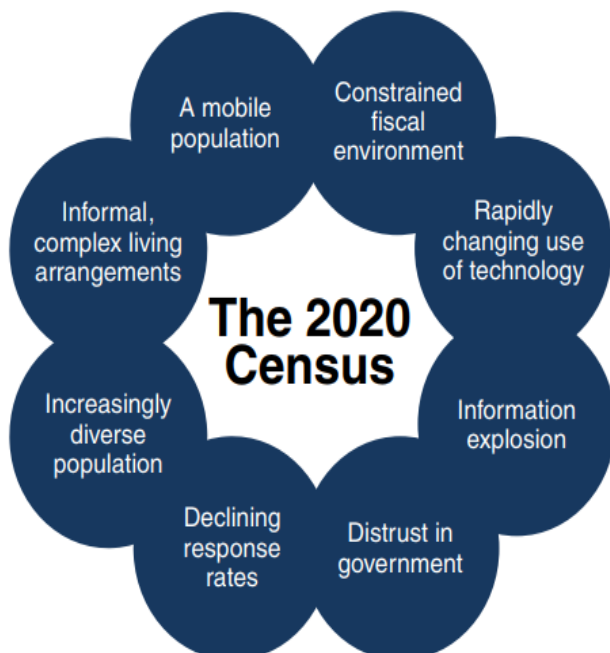 A mobile
population
Constrained
fiscal
environment
Rapidly
changing use
of technology
Information
explosion
Distrust in
government
Declining
response
rates
Increasingly
diverse
population
Informal,
complex living
arrangements
The 2020
Census